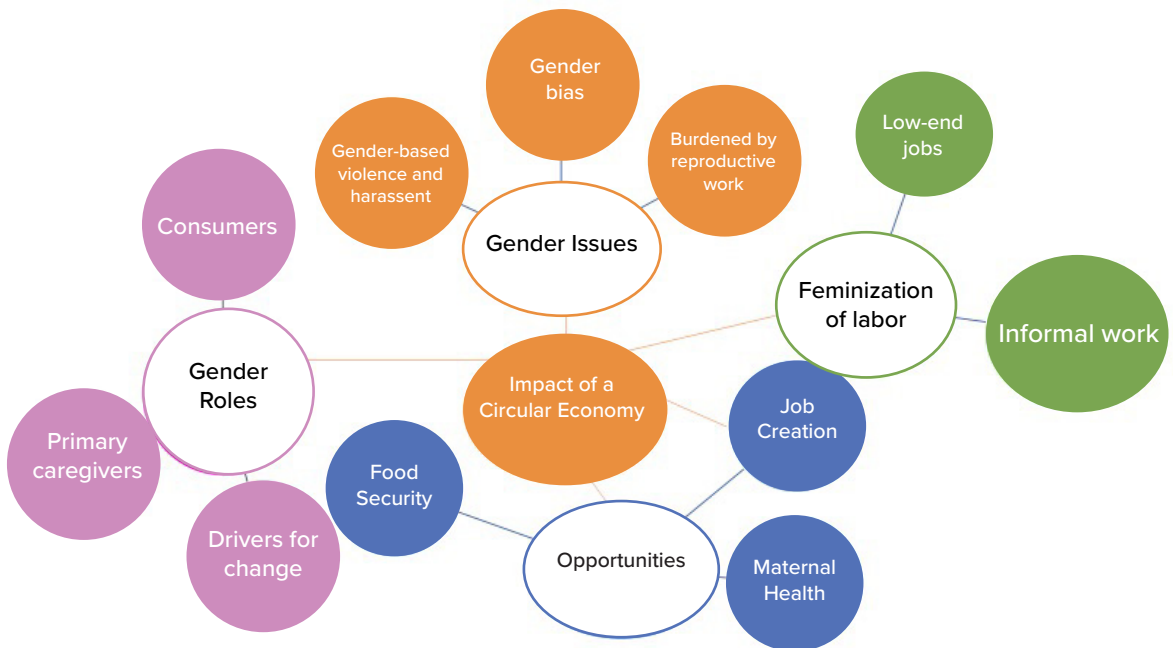 Gender
bias
Low-end
jobs
Gender-based
violence and
harassent
Burdened by
reproductive
work
Consumers
Gender Issues
Feminization
of labor
Informal work
Gender
Roles
Impact of a
Circular Economy
Job
Creation
Primary
caregivers
Food
Security
Drivers for
change
Opportunities
Maternal
Health